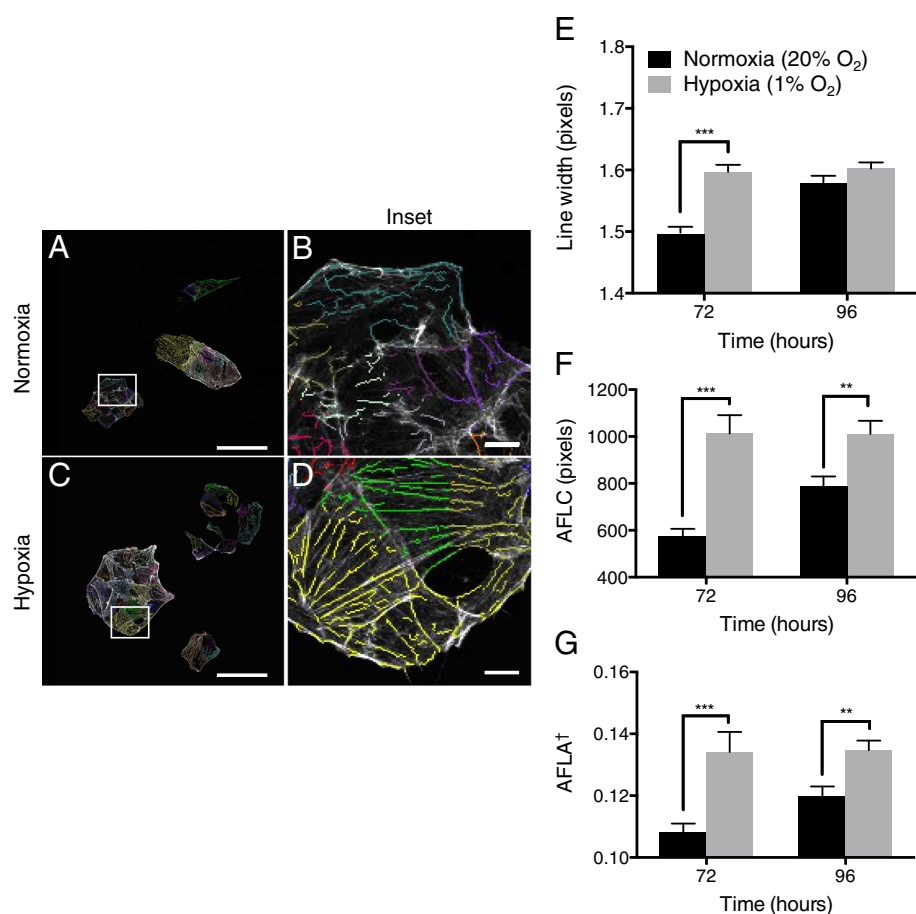 Inset
Normoxia
Hypoxia
A
B
C
D
E
Normoxia (20% O₂)
Hypoxia (1% O₂)
Line width (pixels)
1.8
1.7
1.6
1.5
1.4
***
72
96
Time (hours)
F
AFLC (pixels)
1200
1000
800
600
400
***
**
72
96
Time (hours)
G
AFLA†
0.16
0.14
0.12
0.10
***
**
72
96
Time (hours)